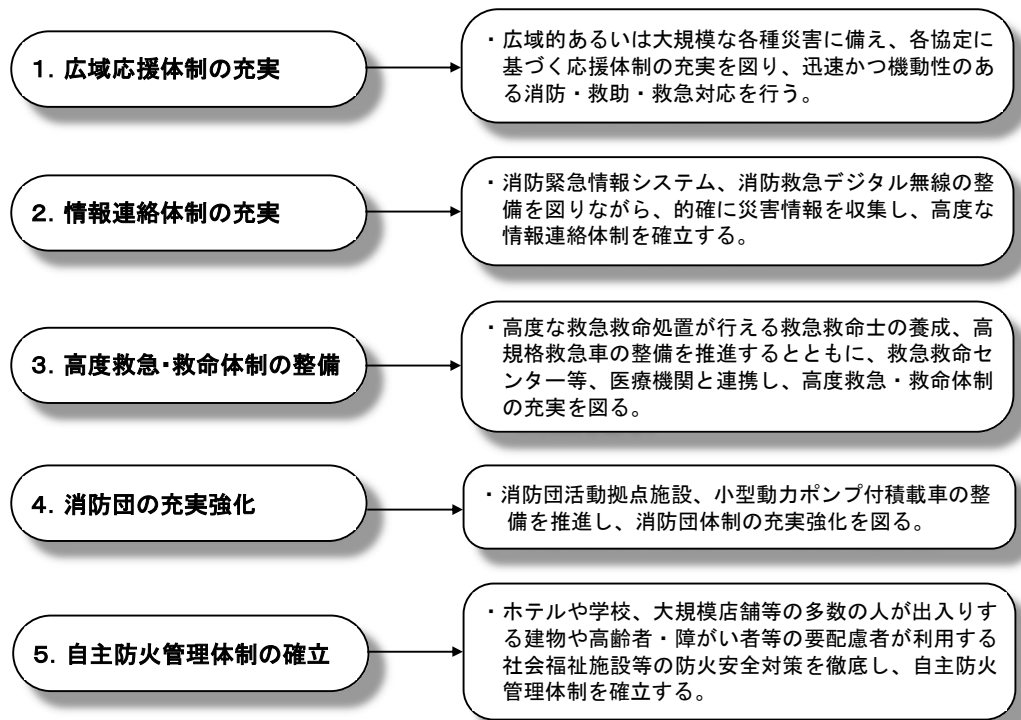 1．広域応援体制の充実
・広域的あるいは大規模な各種災害に備え、各協定に
基づく応援体制の充実を図り、迅速かつ機動性のあ
る消防・救助・救急対応を行う。
2．情報連絡体制の充実
・消防緊急情報システム、消防救急デジタル無線の整
備を図りながら、的確に災害情報を収集し、高度な
情報連絡体制を確立する。
3．高度救急・救命体制の整備
・高度な救急救命処置が行える救急救命士の養成、高
規格救急車の整備を推進するとともに、救急救命セ
ンター等、医療機関と連携し、高度救急・救命体制
の充実を図る。
4．消防団の充実強化
・消防団活動拠点施設、小型動力ポンプ付積載車の整
備を推進し、消防団体制の充実強化を図る。
5．自主防火管理体制の確立
・ホテルや学校、大規模店舗等の多数の人が出入りす
る建物や高齢者・障がい者等の要配慮者が利用する
社会福祉施設等の防火安全対策を徹底し、自主防火
管理体制を確立する。